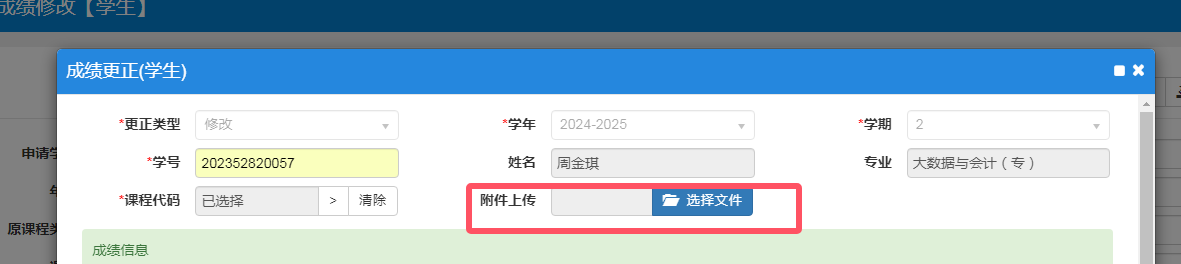 成绩修改【学生】
成绩更正(学生)
*更正类型 修改 *学年 2024-2025 *学期 2
申请学
*学号 202352820057 姓名 周金琪 专业 大数据与会计（专）
年
*课程代码 已选择 > 清除 附件上传 选择文件
原课程类
成绩信息